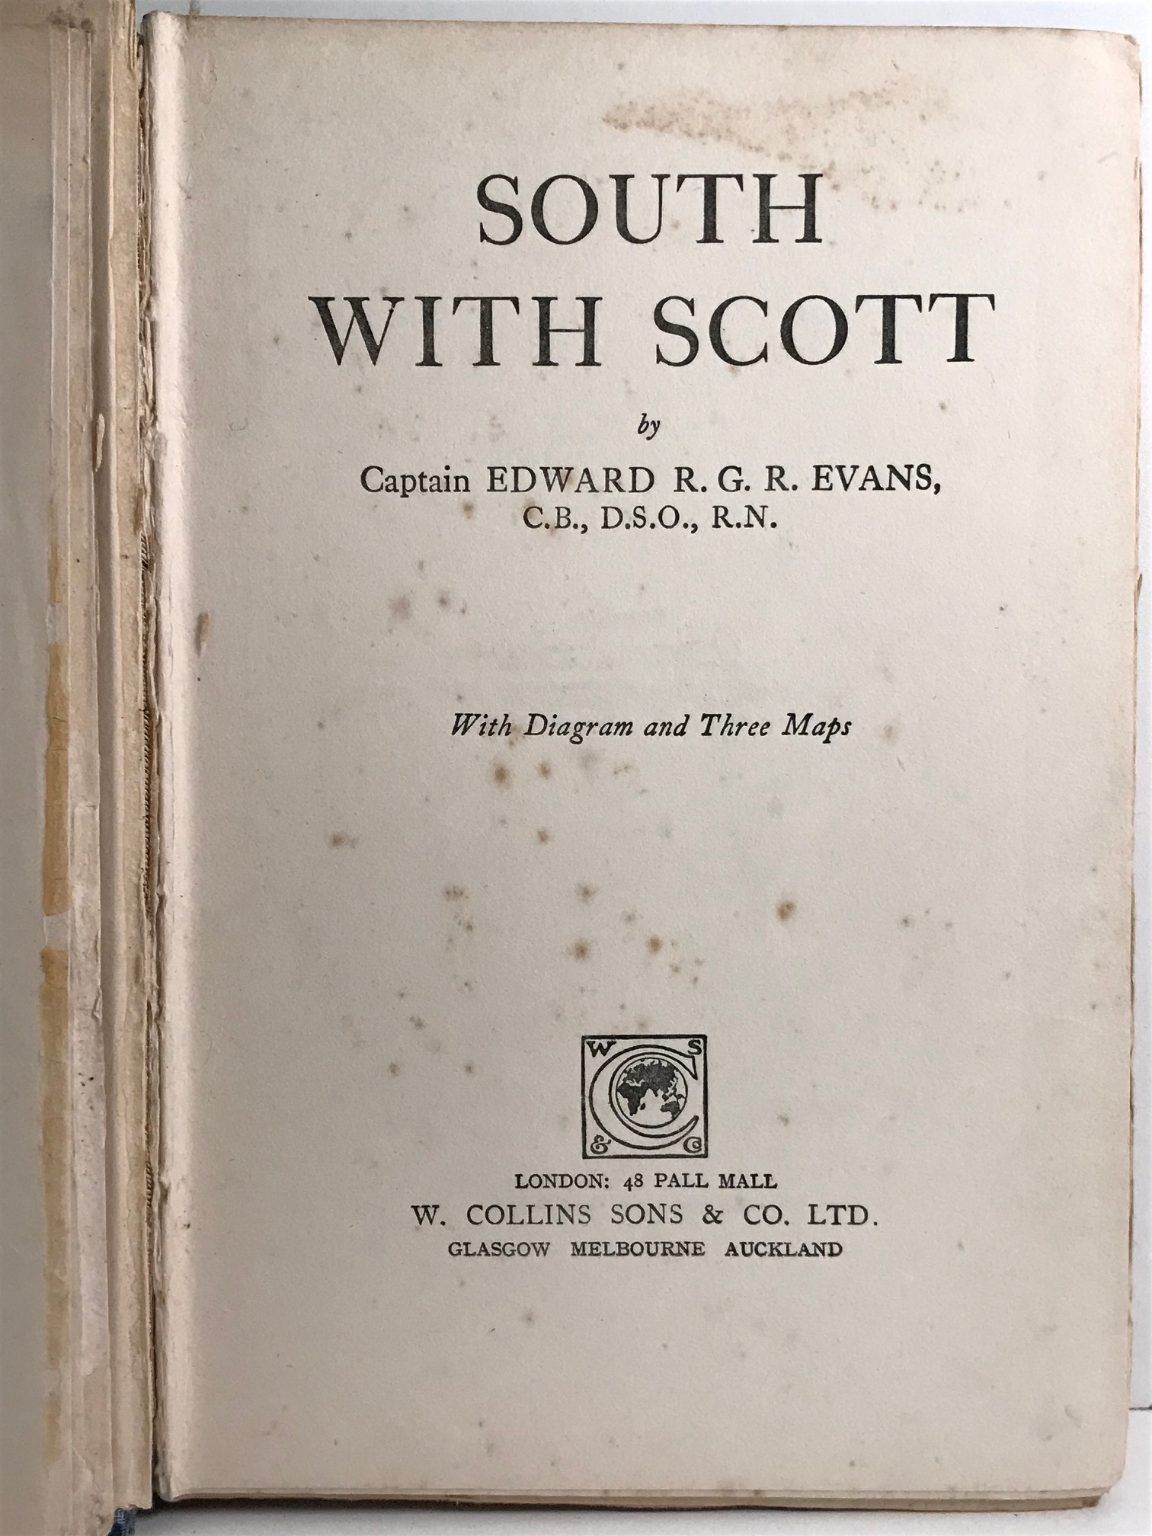 SOUTH
WITH SCOTT
by
Captain EDWARD R. G. R. EVANS,
C.B., D.S.O., R.N.
With Diagram and Three Maps
W S
C
& Co
LONDON: 48 PALL MALL
W. COLLINS SONS & CO. LTD.
GLASGOW MELBOURNE AUCKLAND